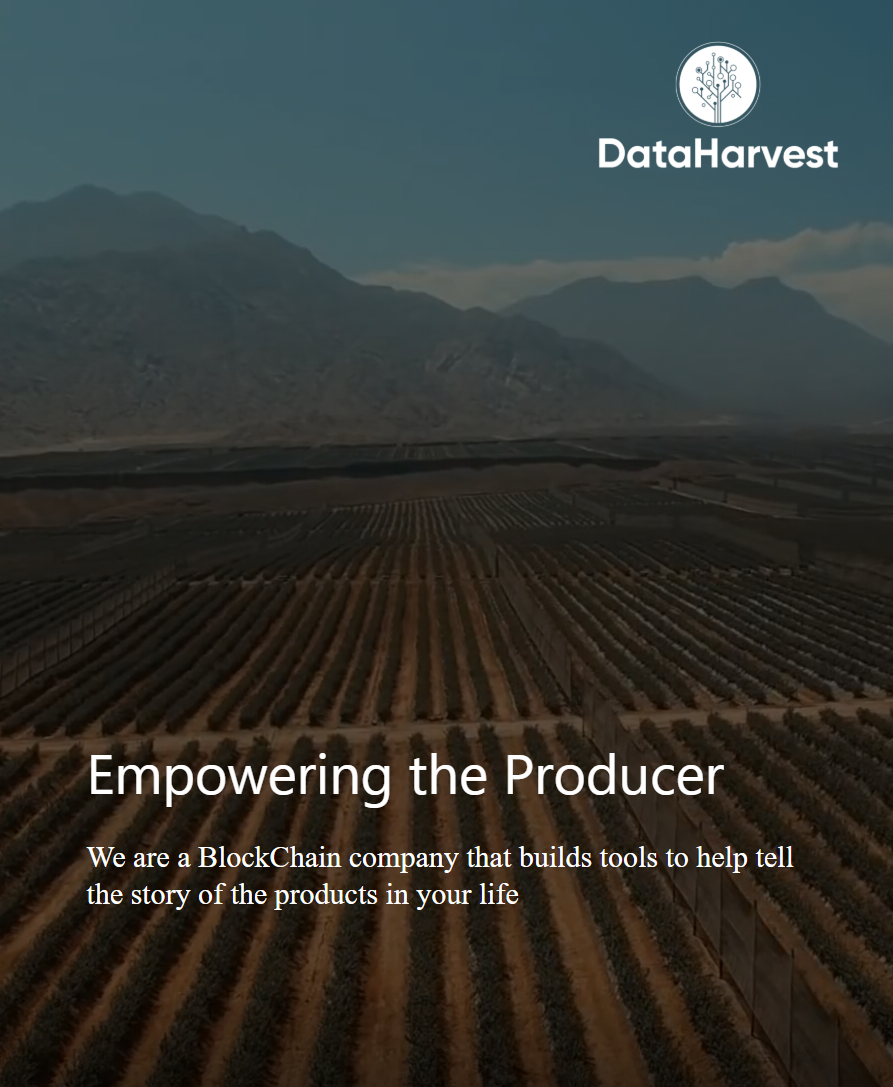 DataHarvest
Empowering the Producer
We are a BlockChain company that builds tools to help tell
the story of the products in your life